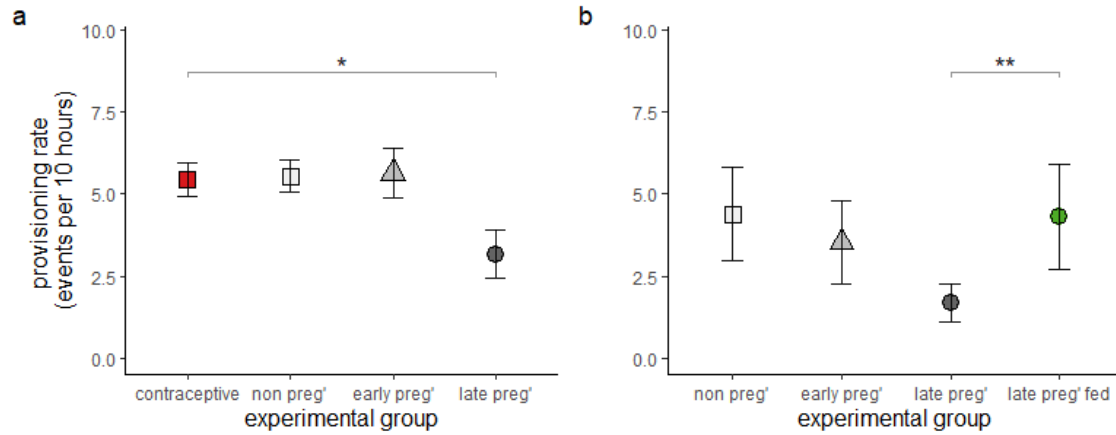 a
provisioning rate
(events per 10 hours)
10.0
7.5
5.0
2.5
0.0
*
contraceptive non preg' early preg' late preg'
experimental group
b
10.0
7.5
5.0
2.5
0.0
**
non preg' early preg' late preg' late preg' fed
experimental group